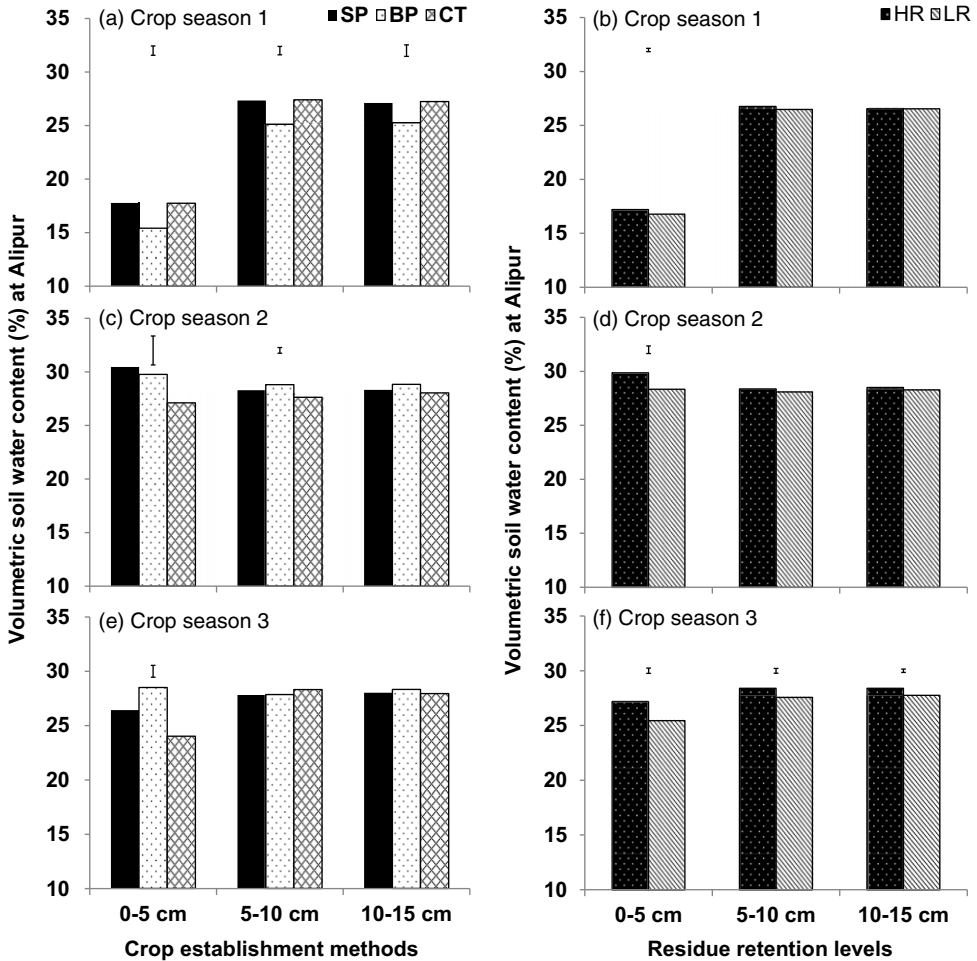 (a) Crop season 1
SP BP CT
35
30
25
20
15
10
(b) Crop season 1
HR LR
35
30
25
20
15
10
(c) Crop season 2
35
30
25
20
15
10
(d) Crop season 2
35
30
25
20
15
10
(e) Crop season 3
35
30
25
20
15
10
(f) Crop season 3
35
30
25
20
15
10
Volumetric soil water content (%) at Alipur
Volumetric soil water content (%) at Alipur
0-5 cm 5-10 cm 10-15 cm
0-5 cm 5-10 cm 10-15 cm
Crop establishment methods
Residue retention levels